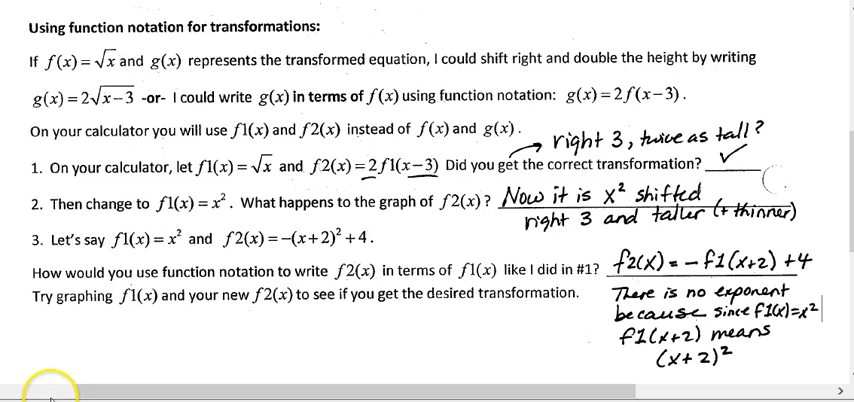 Using function notation for transformations:
If f(x) = √x and g(x) represents the transformed equation, I could shift right and double the height by writing
g(x) = 2√x−3 -or- I could write g(x) in terms of f(x) using function notation: g(x) = 2f(x−3).
On your calculator you will use f1(x) and f2(x) instead of f(x) and g(x).
→ right 3, twice as tall?
1. On your calculator, let f1(x) = √x and f2(x) = 2f1(x−3) Did you get the correct transformation? ✓
2. Then change to f1(x) = x². What happens to the graph of f2(x)? Now it is x² shifted
right 3 and taller (+ thinner)
3. Let's say f1(x) = x² and f2(x) = −(x+2)² + 4.
How would you use function notation to write f2(x) in terms of f1(x) like I did in #1? f2(x) = − f1(x+2) + 4
Try graphing f1(x) and your new f2(x) to see if you get the desired transformation.
There is no exponent
because since f1(x)=x²
f1(x+2) means
(x+2)²